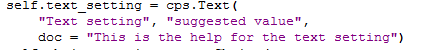 self.text_setting = cps.Text(
    "Text setting", "suggested value",
    doc = "This is the help for the text setting")